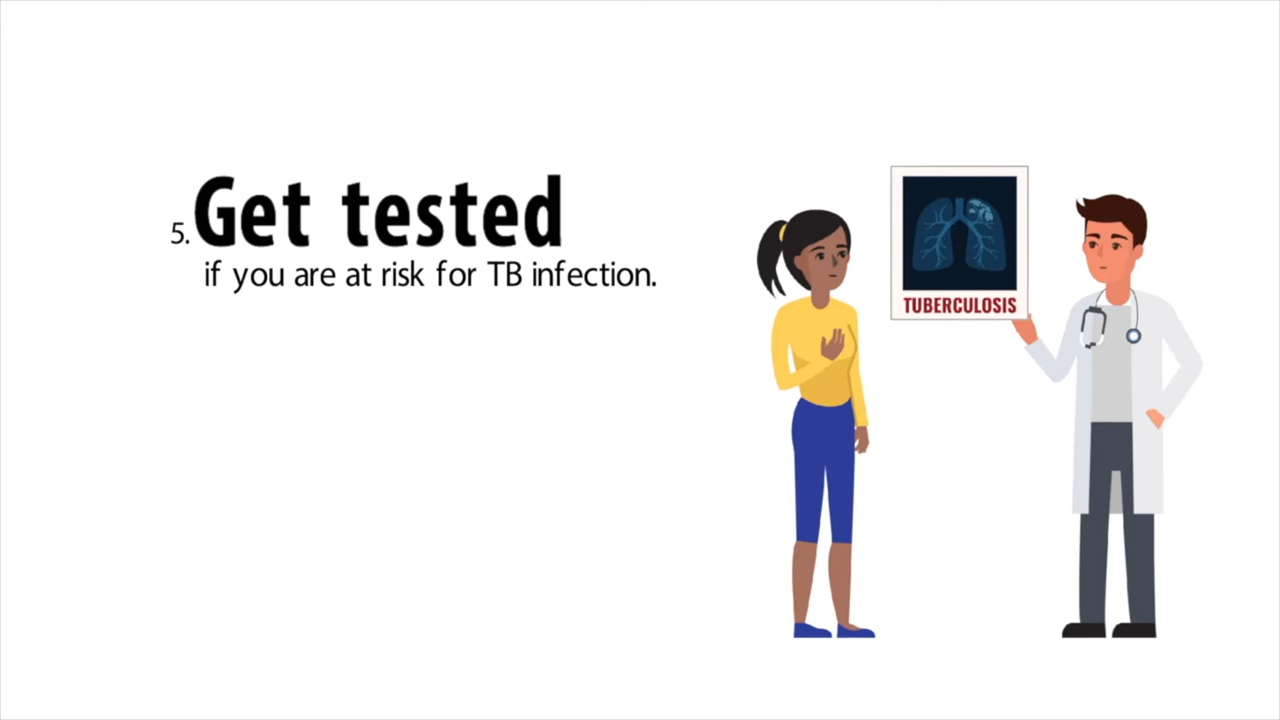 5. Get tested
if you are at risk for TB infection.
TUBERCULOSIS